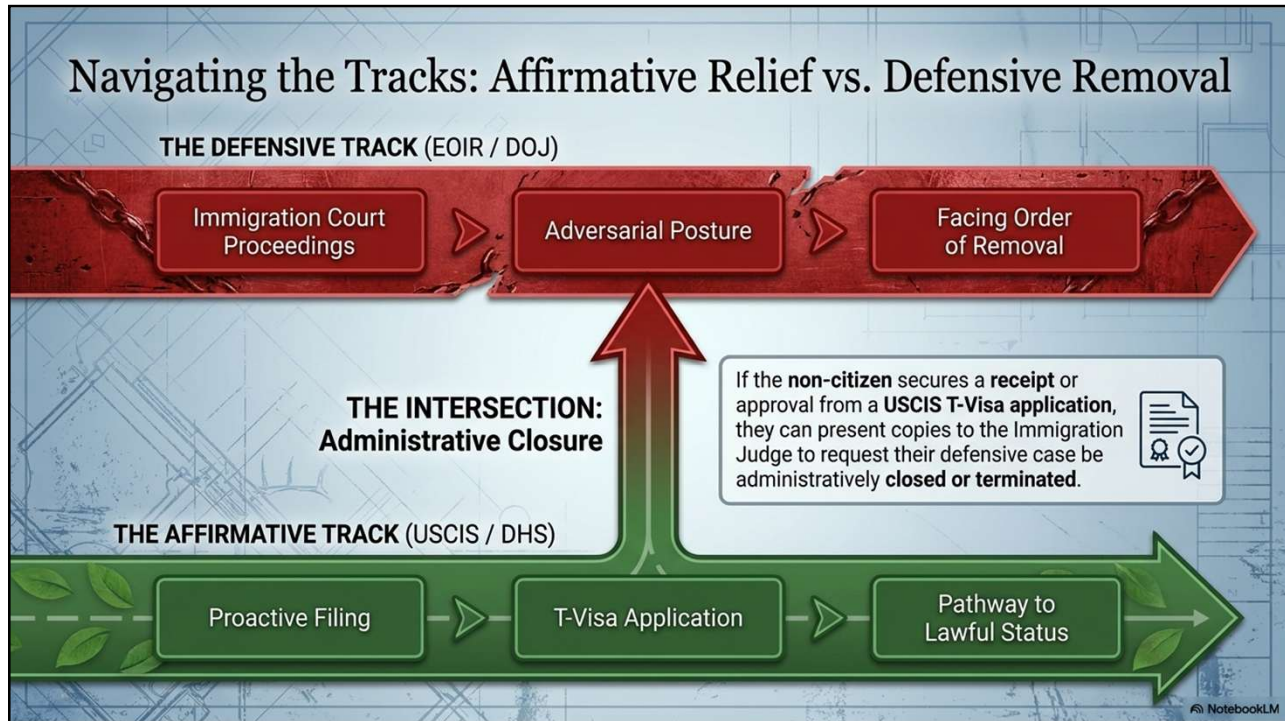 Navigating the Tracks: Affirmative Relief vs. Defensive Removal
THE DEFENSIVE TRACK (EOIR / DOJ)
Immigration Court
Proceedings
Adversarial Posture
Facing Order
of Removal
THE INTERSECTION:
Administrative Closure
If the non-citizen secures a receipt or
approval from a USCIS T-Visa application,
they can present copies to the Immigration
Judge to request their defensive case be
administratively closed or terminated.
THE AFFIRMATIVE TRACK (USCIS / DHS)
Proactive Filing
T-Visa Application
Pathway to
Lawful Status
NotebookLM